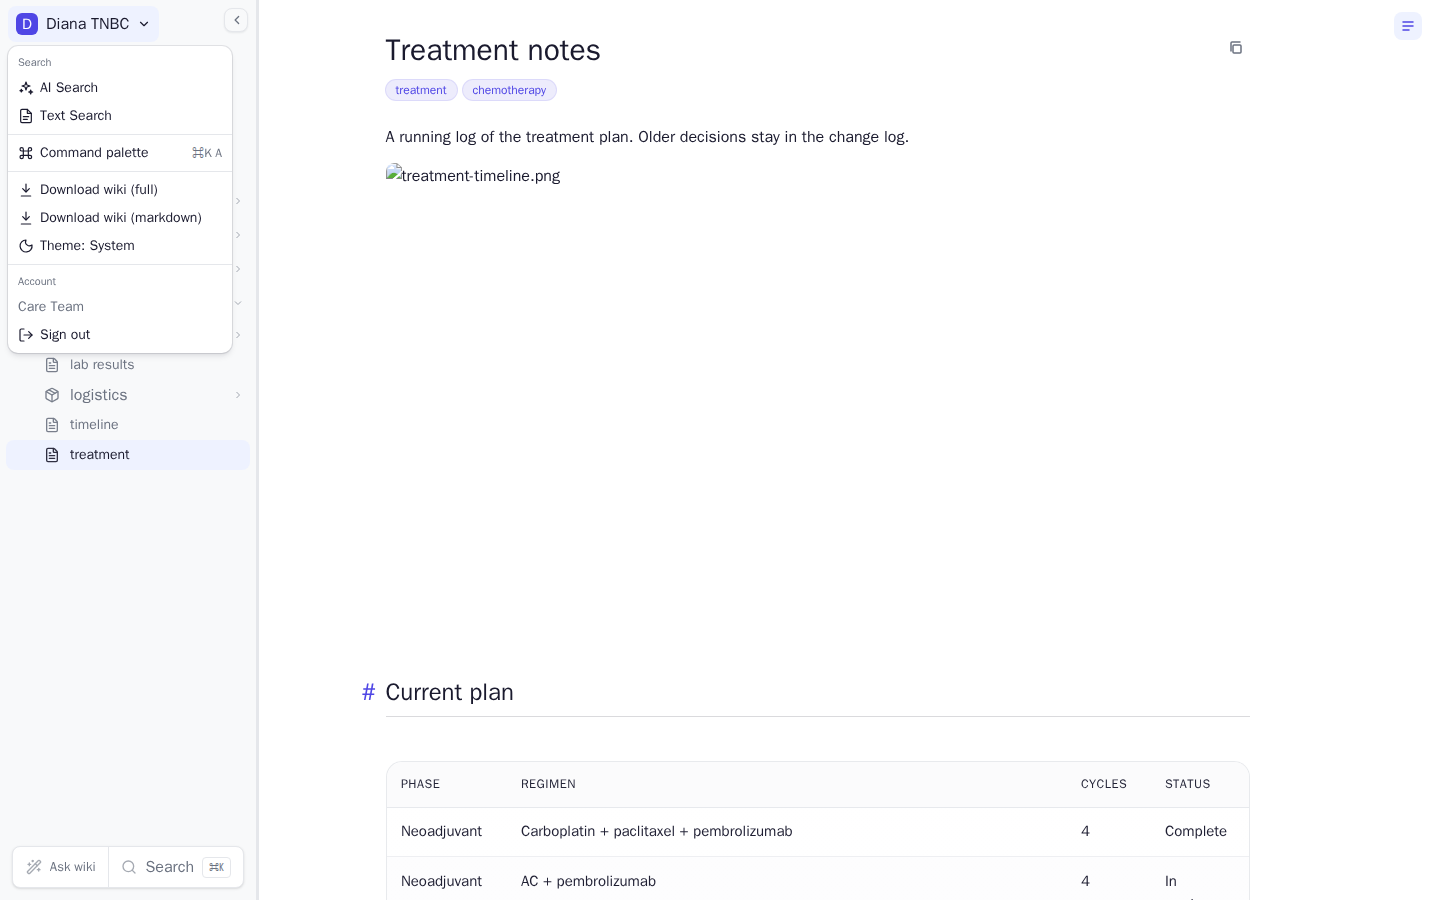 D Diana TNBC
Search
AI Search
Text Search
Command palette ⌘K A
Download wiki (full)
Download wiki (markdown)
Theme: System
Account
Care Team
Sign out
lab results
logistics
timeline
treatment
Ask wiki
Search ⌘K
Treatment notes
treatment chemotherapy
A running log of the treatment plan. Older decisions stay in the change log.
treatment-timeline.png
# Current plan
PHASE REGIMEN CYCLES STATUS
Neoadjuvant Carboplatin + paclitaxel + pembrolizumab 4 Complete
Neoadjuvant AC + pembrolizumab 4 In